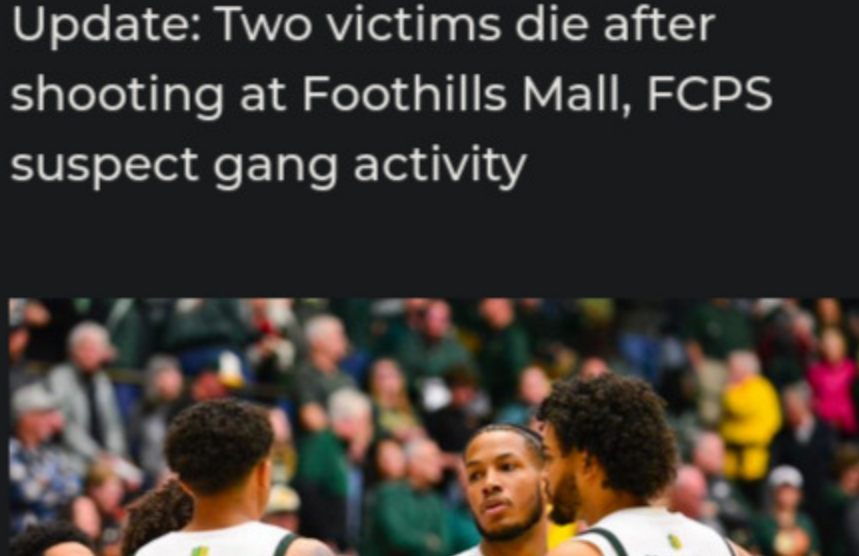 Update: Two victims die after
shooting at Foothills Mall, FCPS
suspect gang activity